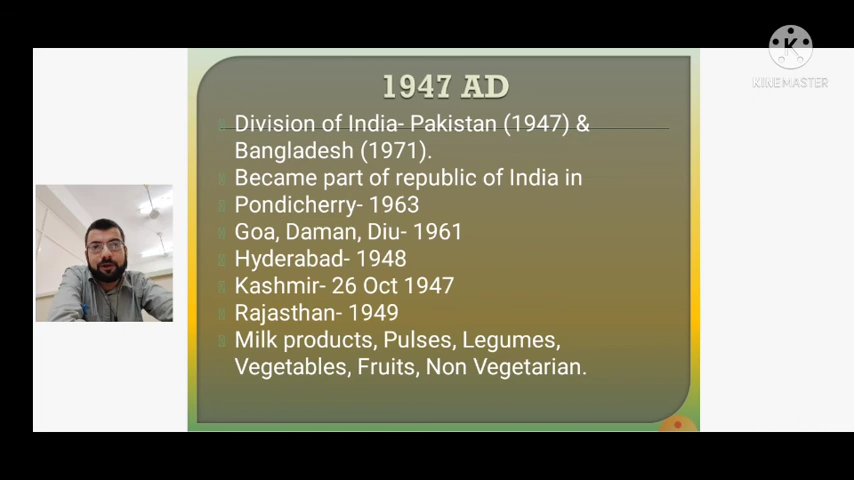 KINEMASTER
1947 AD
Division of India- Pakistan (1947) &
Bangladesh (1971).
Became part of republic of India in
Pondicherry- 1963
Goa, Daman, Diu- 1961
Hyderabad- 1948
Kashmir- 26 Oct 1947
Rajasthan- 1949
Milk products, Pulses, Legumes,
Vegetables, Fruits, Non Vegetarian.